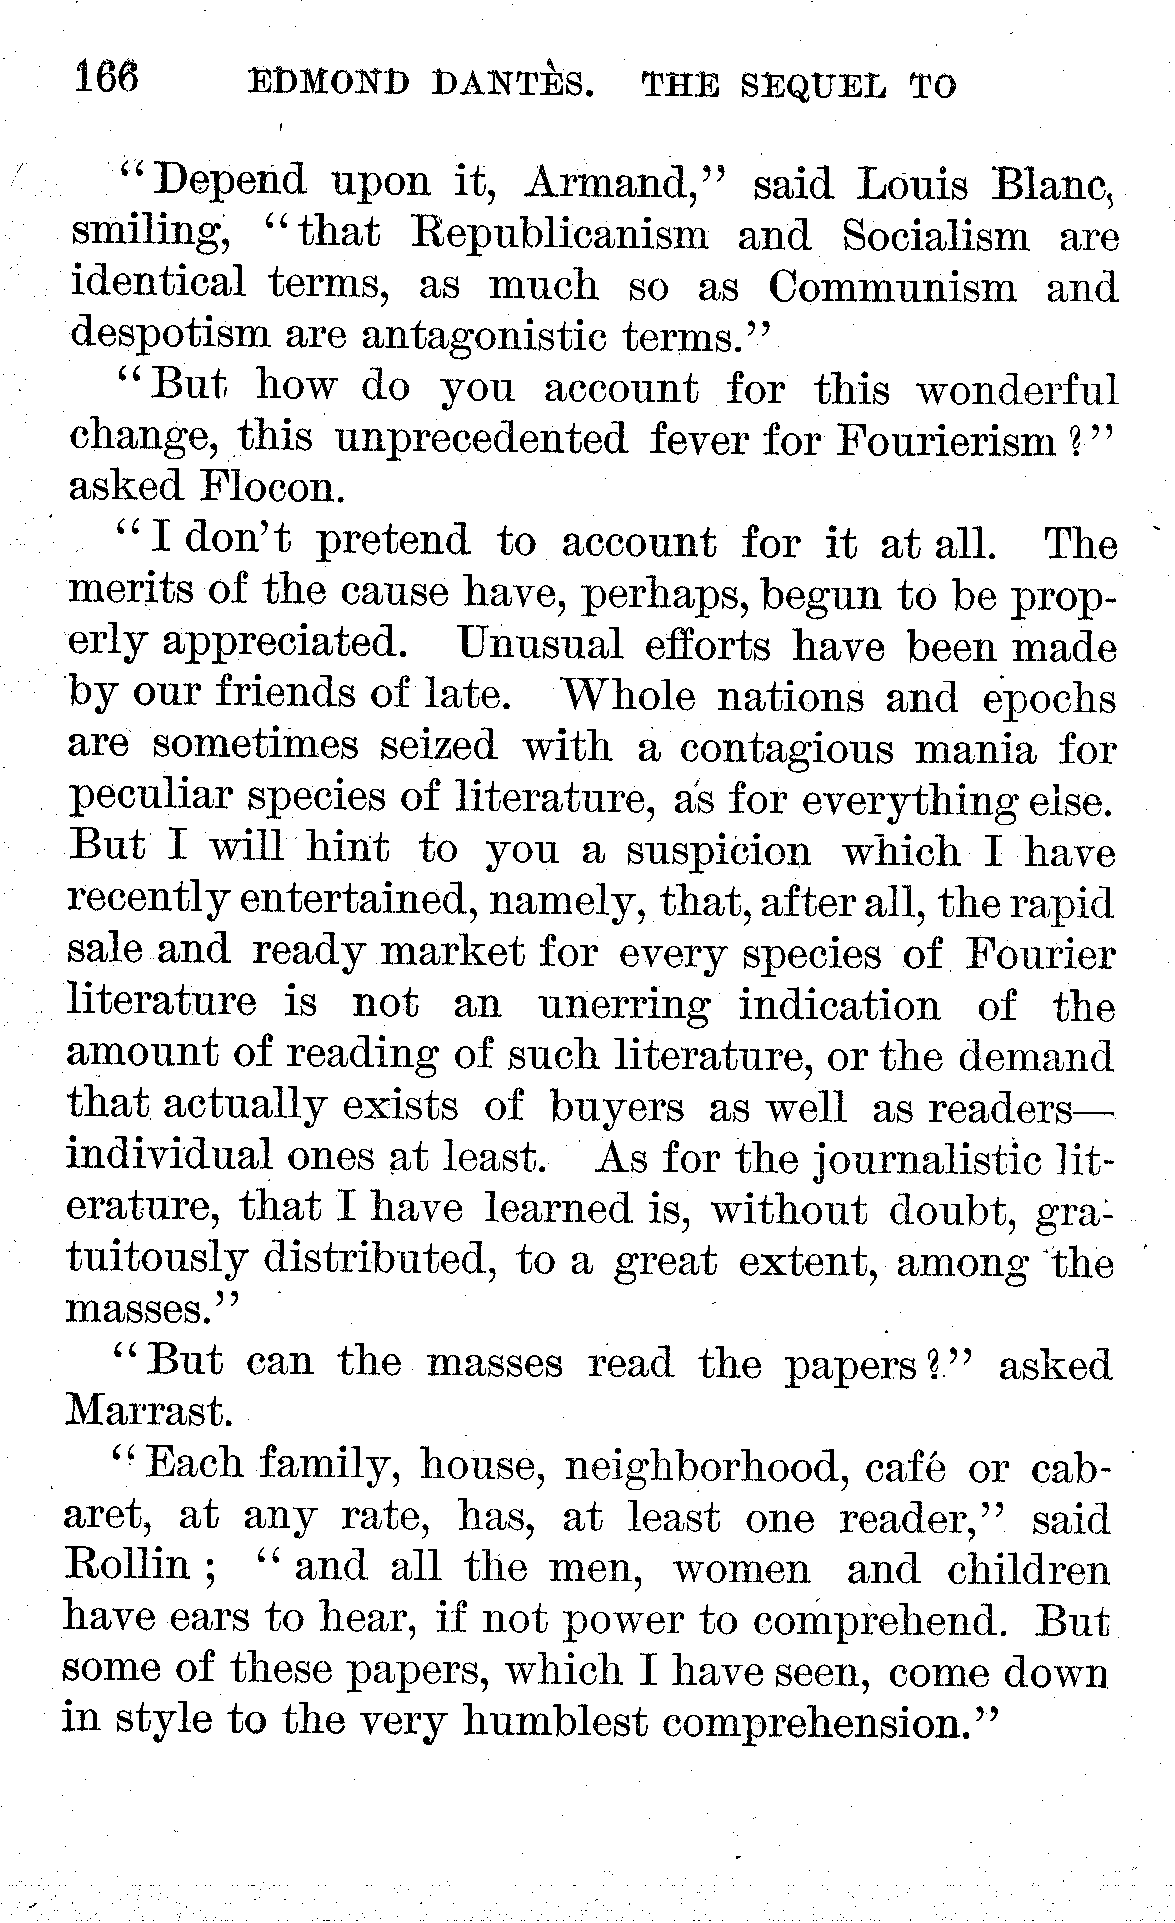 166 EDMOND DANTÈS. THE SEQUEL TO
"Depend upon it, Armand," said Louis Blanc,
smiling, "that Republicanism and Socialism are
identical terms, as much so as Communism and
despotism are antagonistic terms."
"But how do you account for this wonderful
change, this unprecedented fever for Fourierism?"
asked Flocon.
"I don't pretend to account for it at all. The
merits of the cause have, perhaps, begun to be prop-
erly appreciated. Unusual efforts have been made
by our friends of late. Whole nations and epochs
are sometimes seized with a contagious mania for
peculiar species of literature, as for everything else.
But I will hint to you a suspicion which I have
recently entertained, namely, that, after all, the rapid
sale and ready market for every species of Fourier
literature is not an unerring indication of the
amount of reading of such literature, or the demand
that actually exists of buyers as well as readers—
individual ones at least. As for the journalistic lit-
erature, that I have learned is, without doubt, gra-
tuitously distributed, to a great extent, among the
masses."
"But can the masses read the papers?" asked
Marrast.
"Each family, house, neighborhood, café or cab-
aret, at any rate, has, at least one reader," said
Rollin; "and all the men, women and children
have ears to hear, if not power to comprehend. But
some of these papers, which I have seen, come down
in style to the very humblest comprehension."